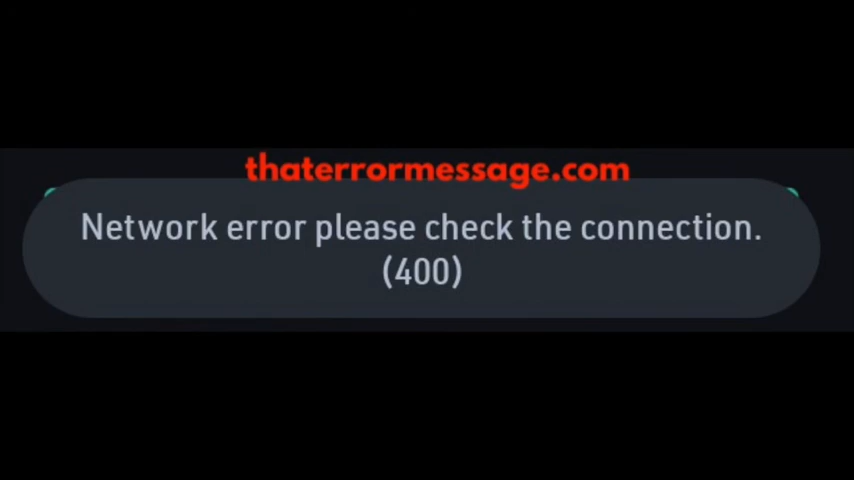 thaterrormessage.com
Network error please check the connection.
(400)